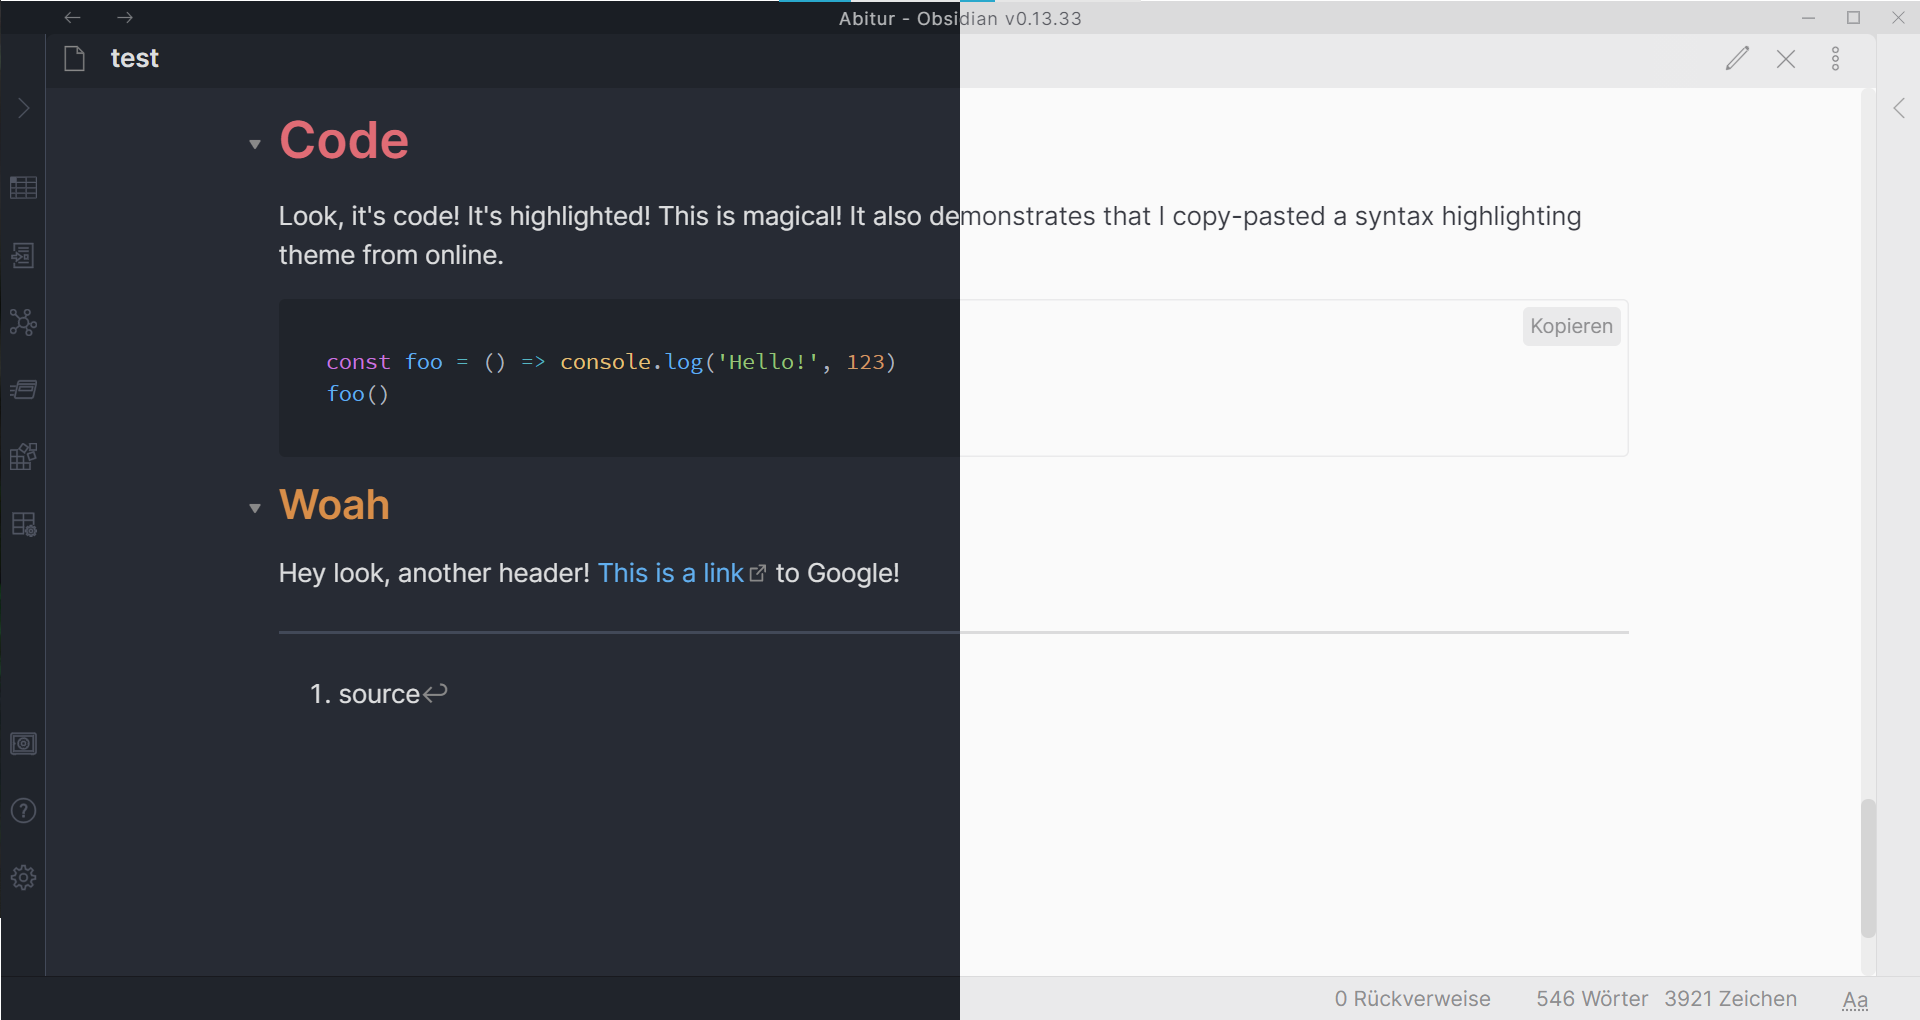 Abitur - Obsidian v0.13.33
test
Code
Look, it's code! It's highlighted! This is magical! It also demonstrates that I copy-pasted a syntax highlighting
theme from online.
Kopieren
const foo = () => console.log('Hello!', 123)
foo()
Woah
Hey look, another header! This is a link to Google!
1. source↩
0 Rückverweise 546 Wörter 3921 Zeichen Aa